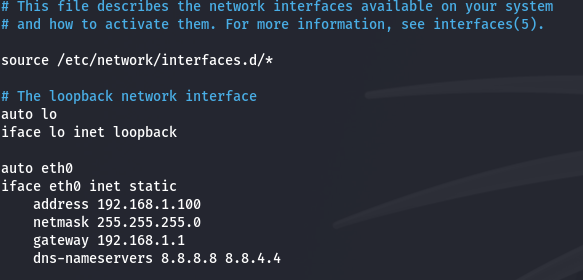 # This file describes the network interfaces available on your system
# and how to activate them. For more information, see interfaces(5).

source /etc/network/interfaces.d/*

# The loopback network interface
auto lo
iface lo inet loopback

auto eth0
iface eth0 inet static
    address 192.168.1.100
    netmask 255.255.255.0
    gateway 192.168.1.1
    dns-nameservers 8.8.8.8 8.8.4.4